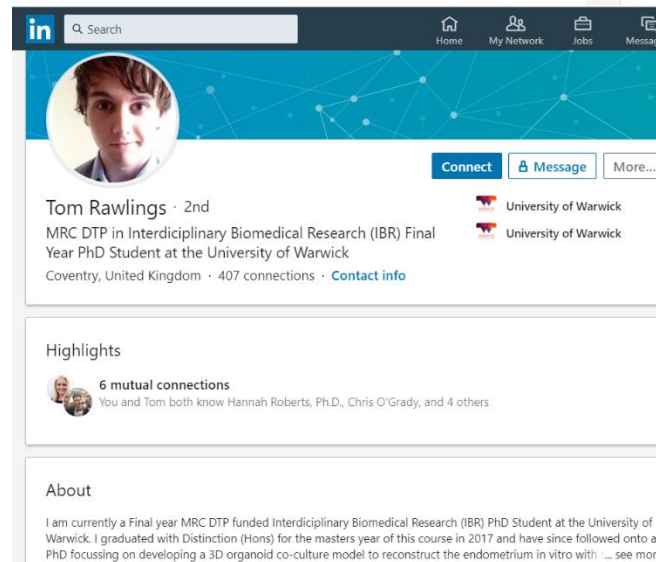 in
Search
Home
My Network
Jobs
Connect
Message
More...
Tom Rawlings · 2nd
University of Warwick
MRC DTP in Interdiciplinary Biomedical Research (IBR) Final
Year PhD Student at the University of Warwick
University of Warwick
Coventry, United Kingdom · 407 connections · Contact info
Highlights
6 mutual connections
You and Tom both know Hannah Roberts, Ph.D., Chris O'Grady, and 4 others
About
I am currently a Final year MRC DTP funded Interdiciplinary Biomedical Research (IBR) PhD Student at the University of
Warwick. I graduated with Distinction (Hons) for the masters year of this course in 2017 and have since followed onto a
PhD focussing on developing a 3D organoid co-culture model to reconstruct the endometrium in vitro with ... see mor